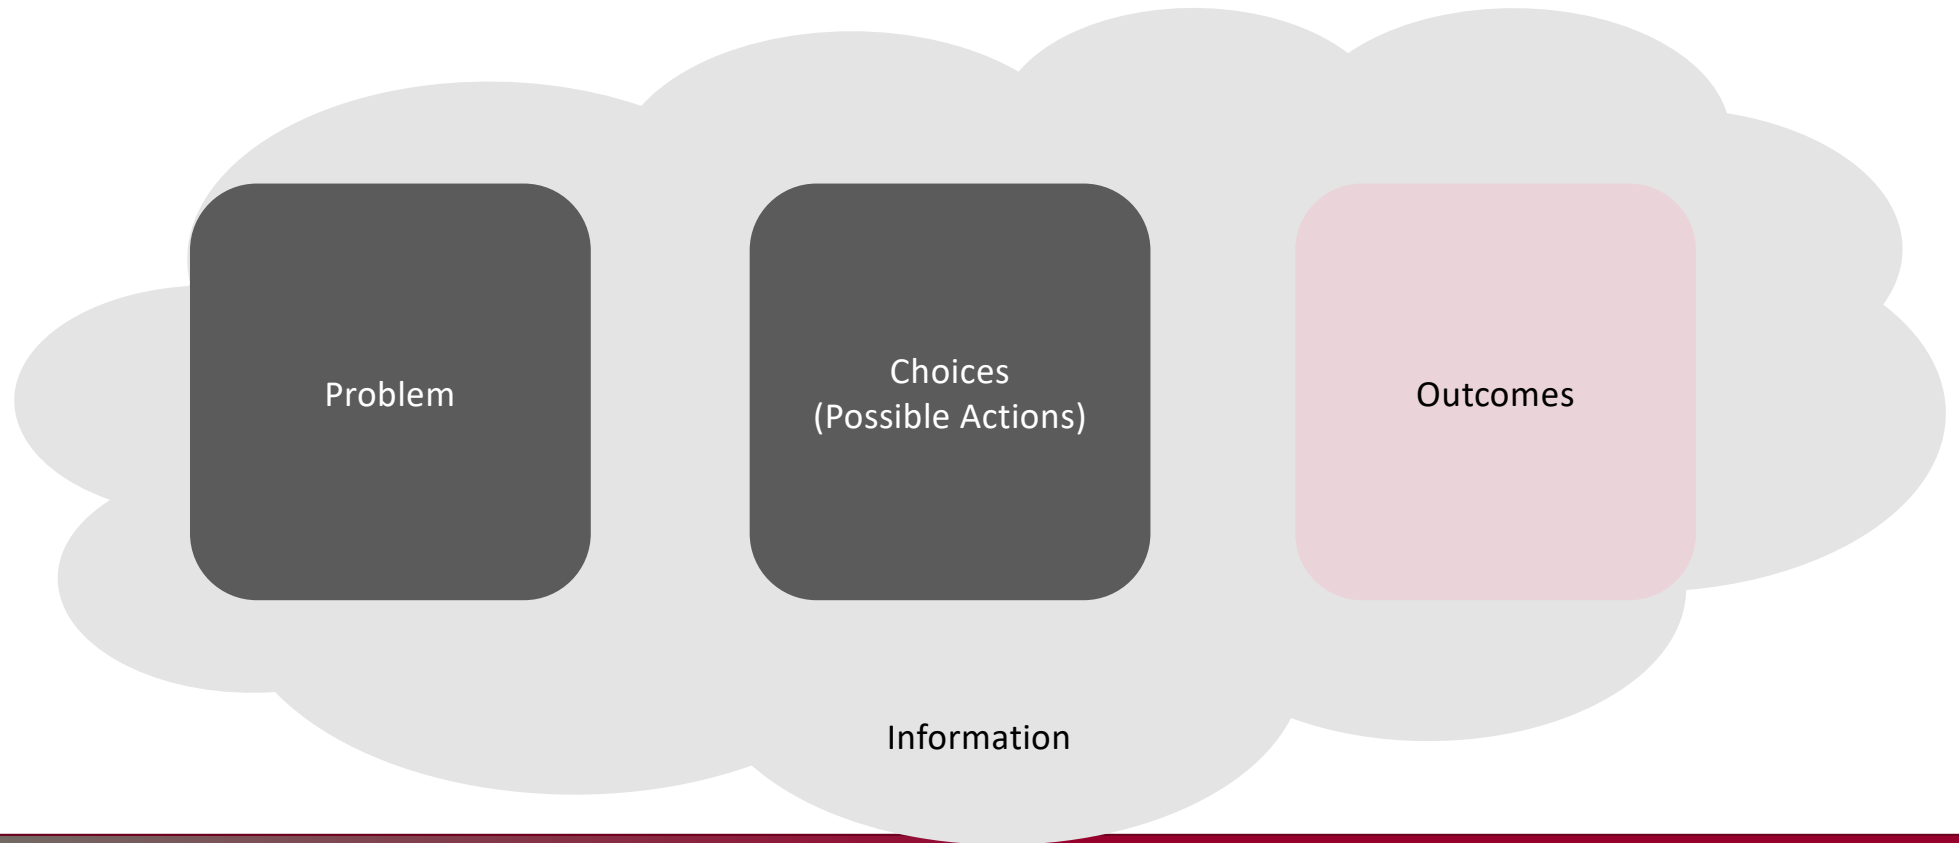 Problem
Choices
(Possible Actions)
Outcomes
Information